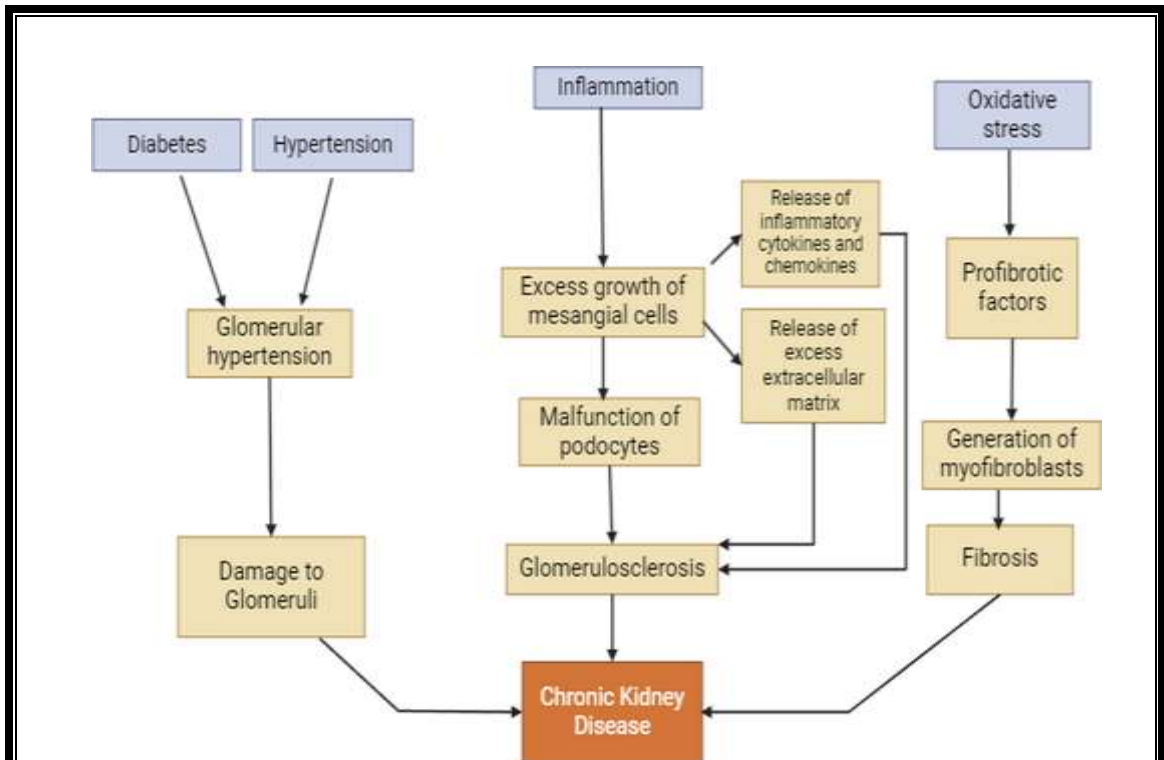 Inflammation
Oxidative
stress
Diabetes
Hypertension
Release of
inflammatory
cytokines and
chemokines
Excess growth of
mesangial cells
Profibrotic
factors
Glomerular
hypertension
Release of
excess
extracellular
matrix
Malfunction of
podocytes
Generation of
myofibroblasts
Damage to
Glomeruli
Glomerulosclerosis
Fibrosis
Chronic Kidney
Disease